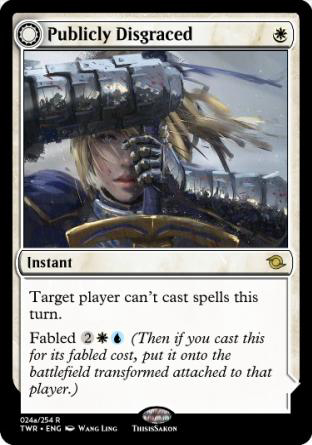 Publicly Disgraced
Instant
Target player can't cast spells this
turn.
Fabled 2 (Then if you cast this
for its fabled cost, put it onto the
battlefield transformed attached to that
player.)
024a/254 R
TWR • ENG Wang Ling ThisIsSakon